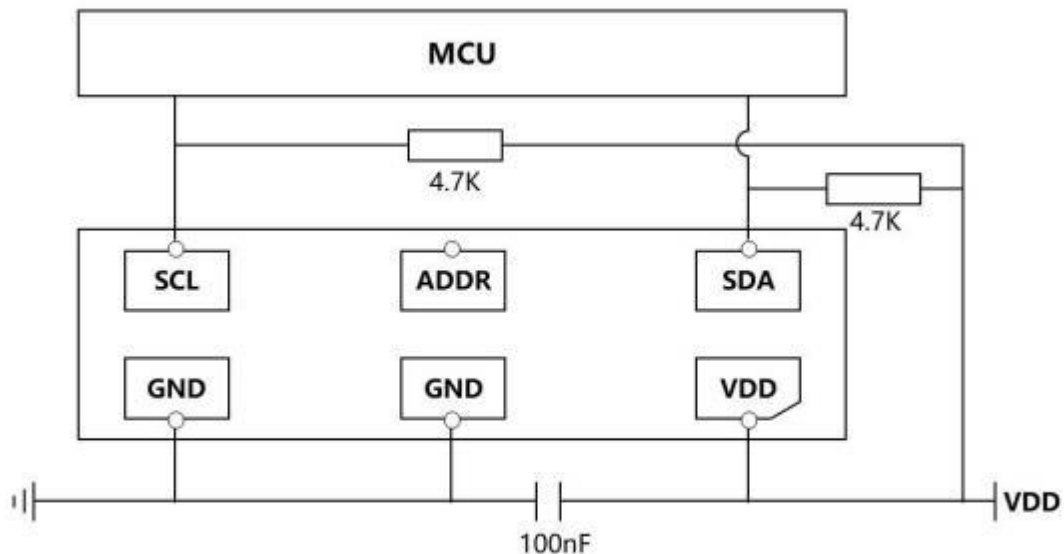 MCU
4.7K
4.7K
SCL
ADDR
SDA
GND
GND
VDD
VDD
100nF